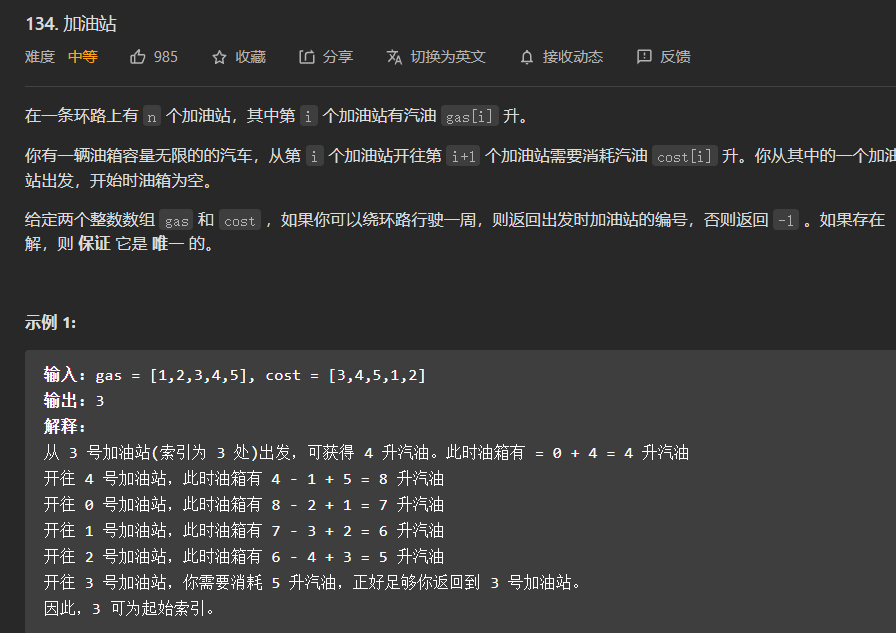 134. 加油站
难度 中等 985 收藏 分享 切换为英文 接收动态 反馈
在一条环路上有 n 个加油站，其中第 i 个加油站有汽油 gas[i] 升。
你有一辆油箱容量无限的的汽车，从第 i 个加油站开往第 i+1 个加油站需要消耗汽油 cost[i] 升。你从其中的一个加油
站出发，开始时油箱为空。
给定两个整数数组 gas 和 cost ，如果你可以绕环路行驶一周，则返回出发时加油站的编号，否则返回 -1 。如果存在
解，则 保证 它是 唯一 的。
示例 1:
输入: gas = [1,2,3,4,5], cost = [3,4,5,1,2]
输出: 3
解释:
从 3 号加油站(索引为 3 处)出发，可获得 4 升汽油。此时油箱有 = 0 + 4 = 4 升汽油
开往 4 号加油站，此时油箱有 4 - 1 + 5 = 8 升汽油
开往 0 号加油站，此时油箱有 8 - 2 + 1 = 7 升汽油
开往 1 号加油站，此时油箱有 7 - 3 + 2 = 6 升汽油
开往 2 号加油站，此时油箱有 6 - 4 + 3 = 5 升汽油
开往 3 号加油站，你需要消耗 5 升汽油，正好足够你返回到 3 号加油站。
因此，3 可为起始索引。